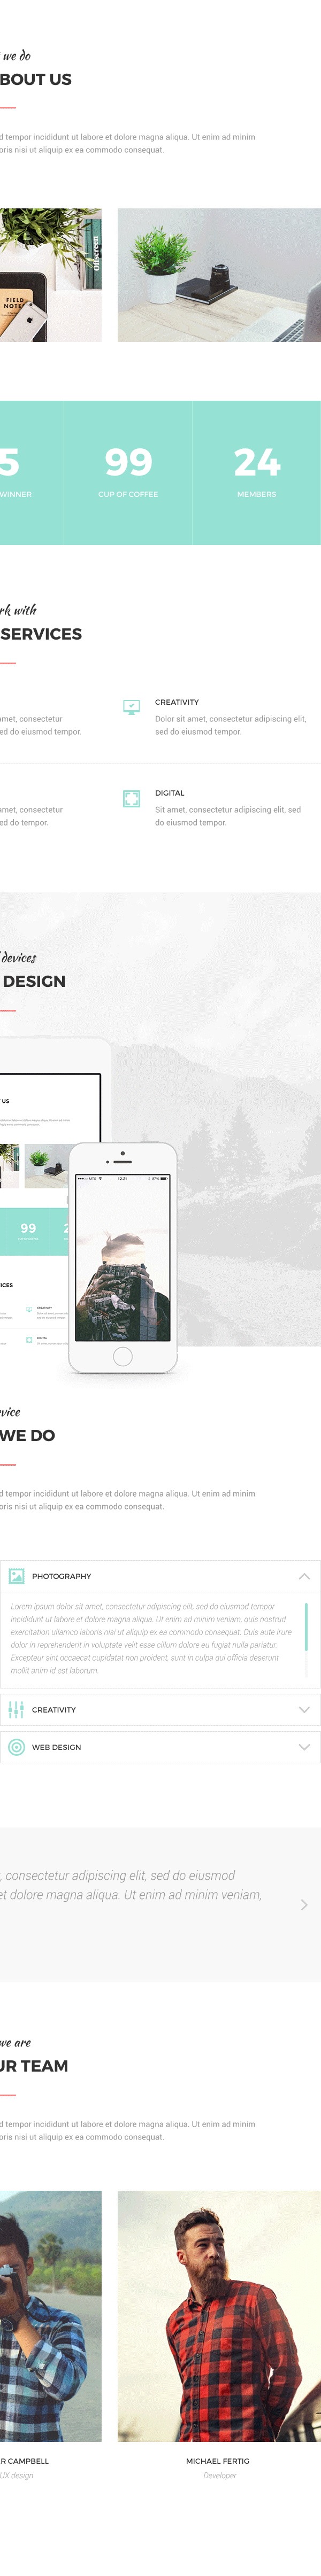 we do
BOUT US
d tempor incididunt ut labore et dolore magna aliqua. Ut enim ad minim
oris nisi ut aliquip ex ea commodo consequat.
Offscreen
FIELD
NOTE
5
WINNER
99
CUP OF COFFEE
24
MEMBERS
rk with
SERVICES
amet, consectetur
ed do eiusmod tempor.
CREATIVITY
Dolor sit amet, consectetur adipiscing elit,
sed do eiusmod tempor.
amet, consectetur
ed do tempor.
DIGITAL
Sit amet, consectetur adipiscing elit, sed
do eiusmod tempor.
devices
DESIGN
US
99
2
ICES
CREATIVITY
DIGITAL
MTS
12:21
81%
vice
WE DO
d tempor incididunt ut labore et dolore magna aliqua. Ut enim ad minim
oris nisi ut aliquip ex ea commodo consequat.
PHOTOGRAPHY
Lorem ipsum dolor sit amet, consectetur adipiscing elit, sed do eiusmod tempor
incididunt ut labore et dolore magna aliqua. Ut enim ad minim veniam, quis nostrud
exercitation ullamco laboris nisi ut aliquip ex ea commodo consequat. Duis aute irure
dolor in reprehenderit in voluptate velit esse cillum dolore eu fugiat nulla pariatur.
Excepteur sint occaecat cupidatat non proident, sunt in culpa qui officia deserunt
mollit anim id est laborum.
CREATIVITY
WEB DESIGN
, consectetur adipiscing elit, sed do eiusmod
et dolore magna aliqua. Ut enim ad minim veniam,
we are
UR TEAM
d tempor incididunt ut labore et dolore magna aliqua. Ut enim ad minim
oris nisi ut aliquip ex ea commodo consequat.
R CAMPBELL
UX design
MICHAEL FERTIG
Developer